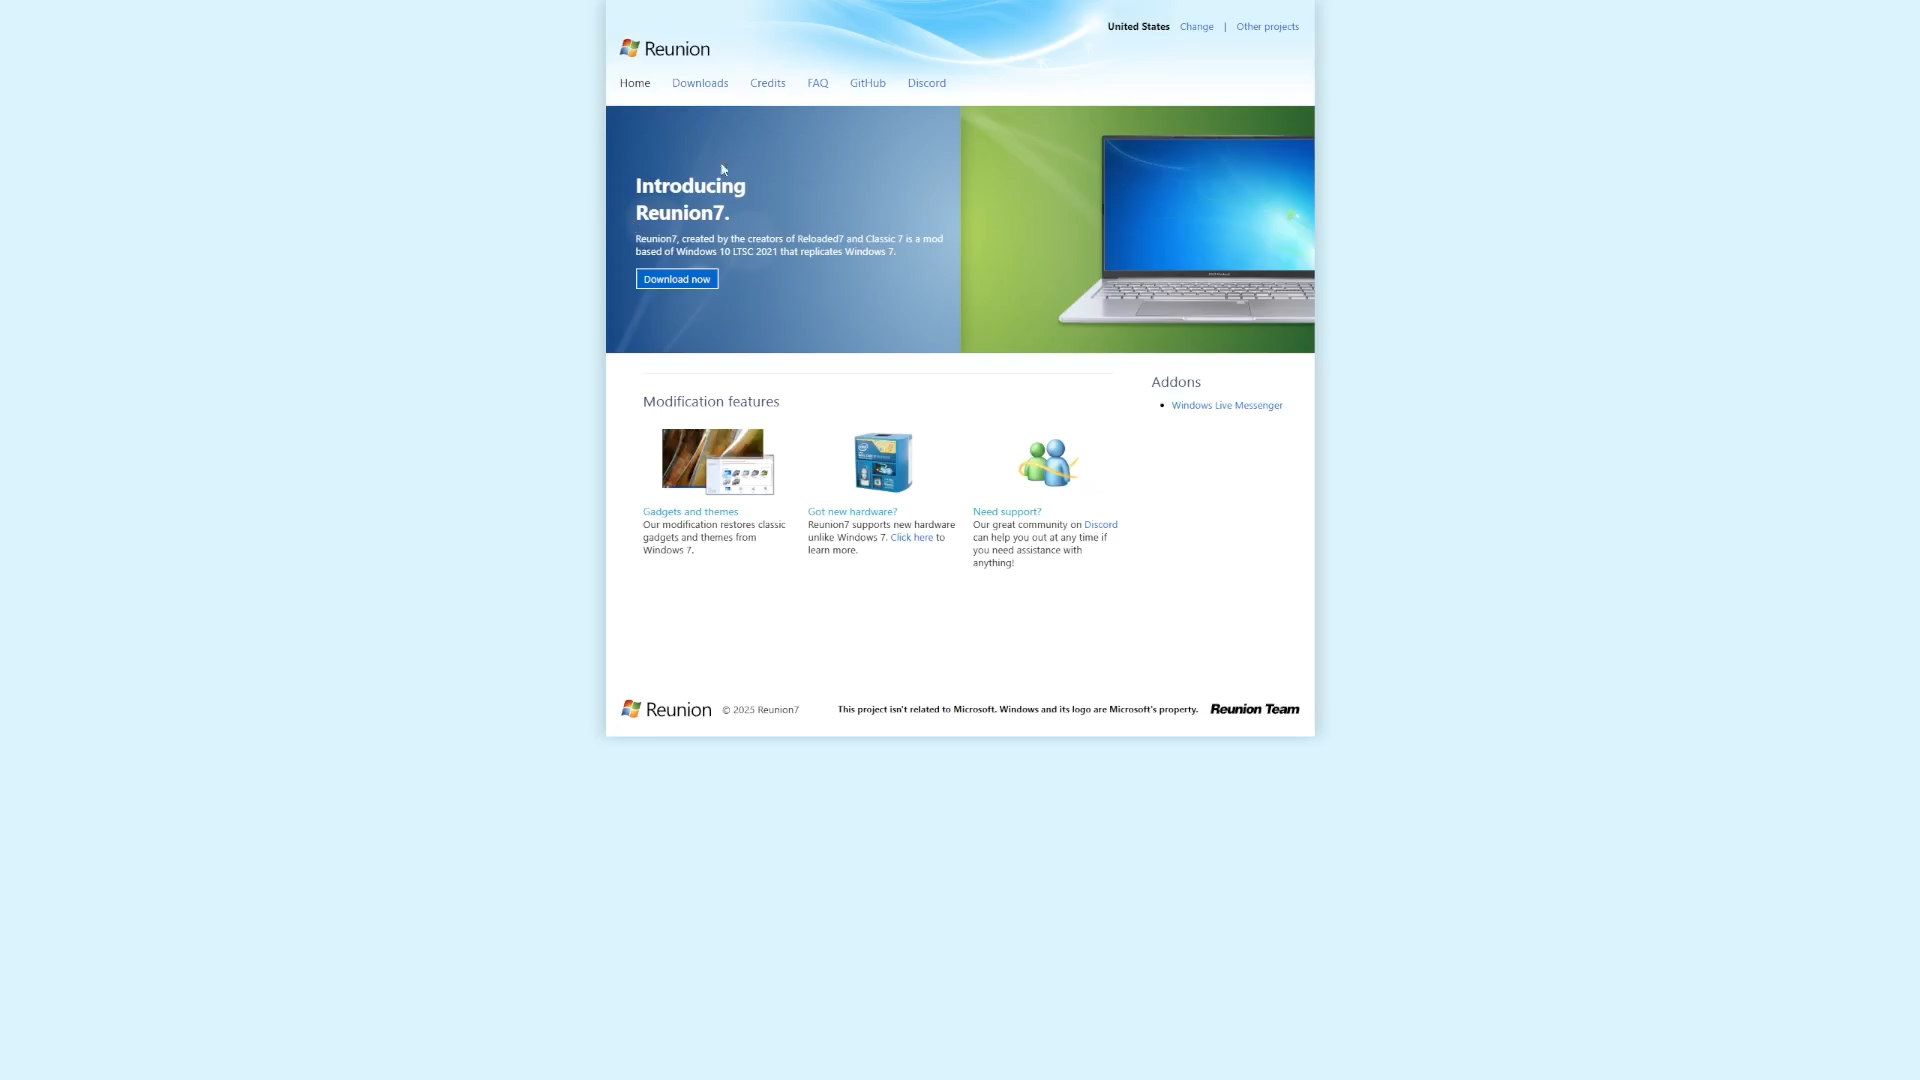 United States Change | Other projects
Reunion
Home Downloads Credits FAQ GitHub Discord
Introducing
Reunion7.
Reunion7, created by the creators of Reloaded7 and Classic 7 is a mod
based of Windows 10 LTSC 2021 that replicates Windows 7.
Download now
Addons
Windows Live Messenger
Modification features
Gadgets and themes
Our modification restores classic
gadgets and themes from
Windows 7.
Got new hardware?
Reunion7 supports new hardware
unlike Windows 7. Click here to
learn more.
Need support?
Our great community on Discord
can help you out at any time if
you need assistance with
anything!
Reunion © 2025 Reunion7 This project isn't related to Microsoft. Windows and its logo are Microsoft's property. Reunion Team